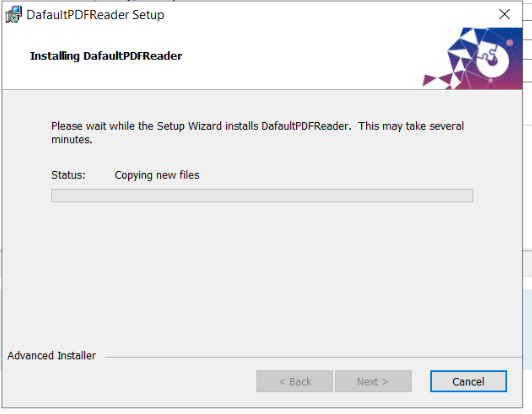 DafaultPDFReader Setup
Installing DafaultPDFReader
Please wait while the Setup Wizard installs DafaultPDFReader. This may take several
minutes.
Status: Copying new files
Advanced Installer
< Back Next > Cancel